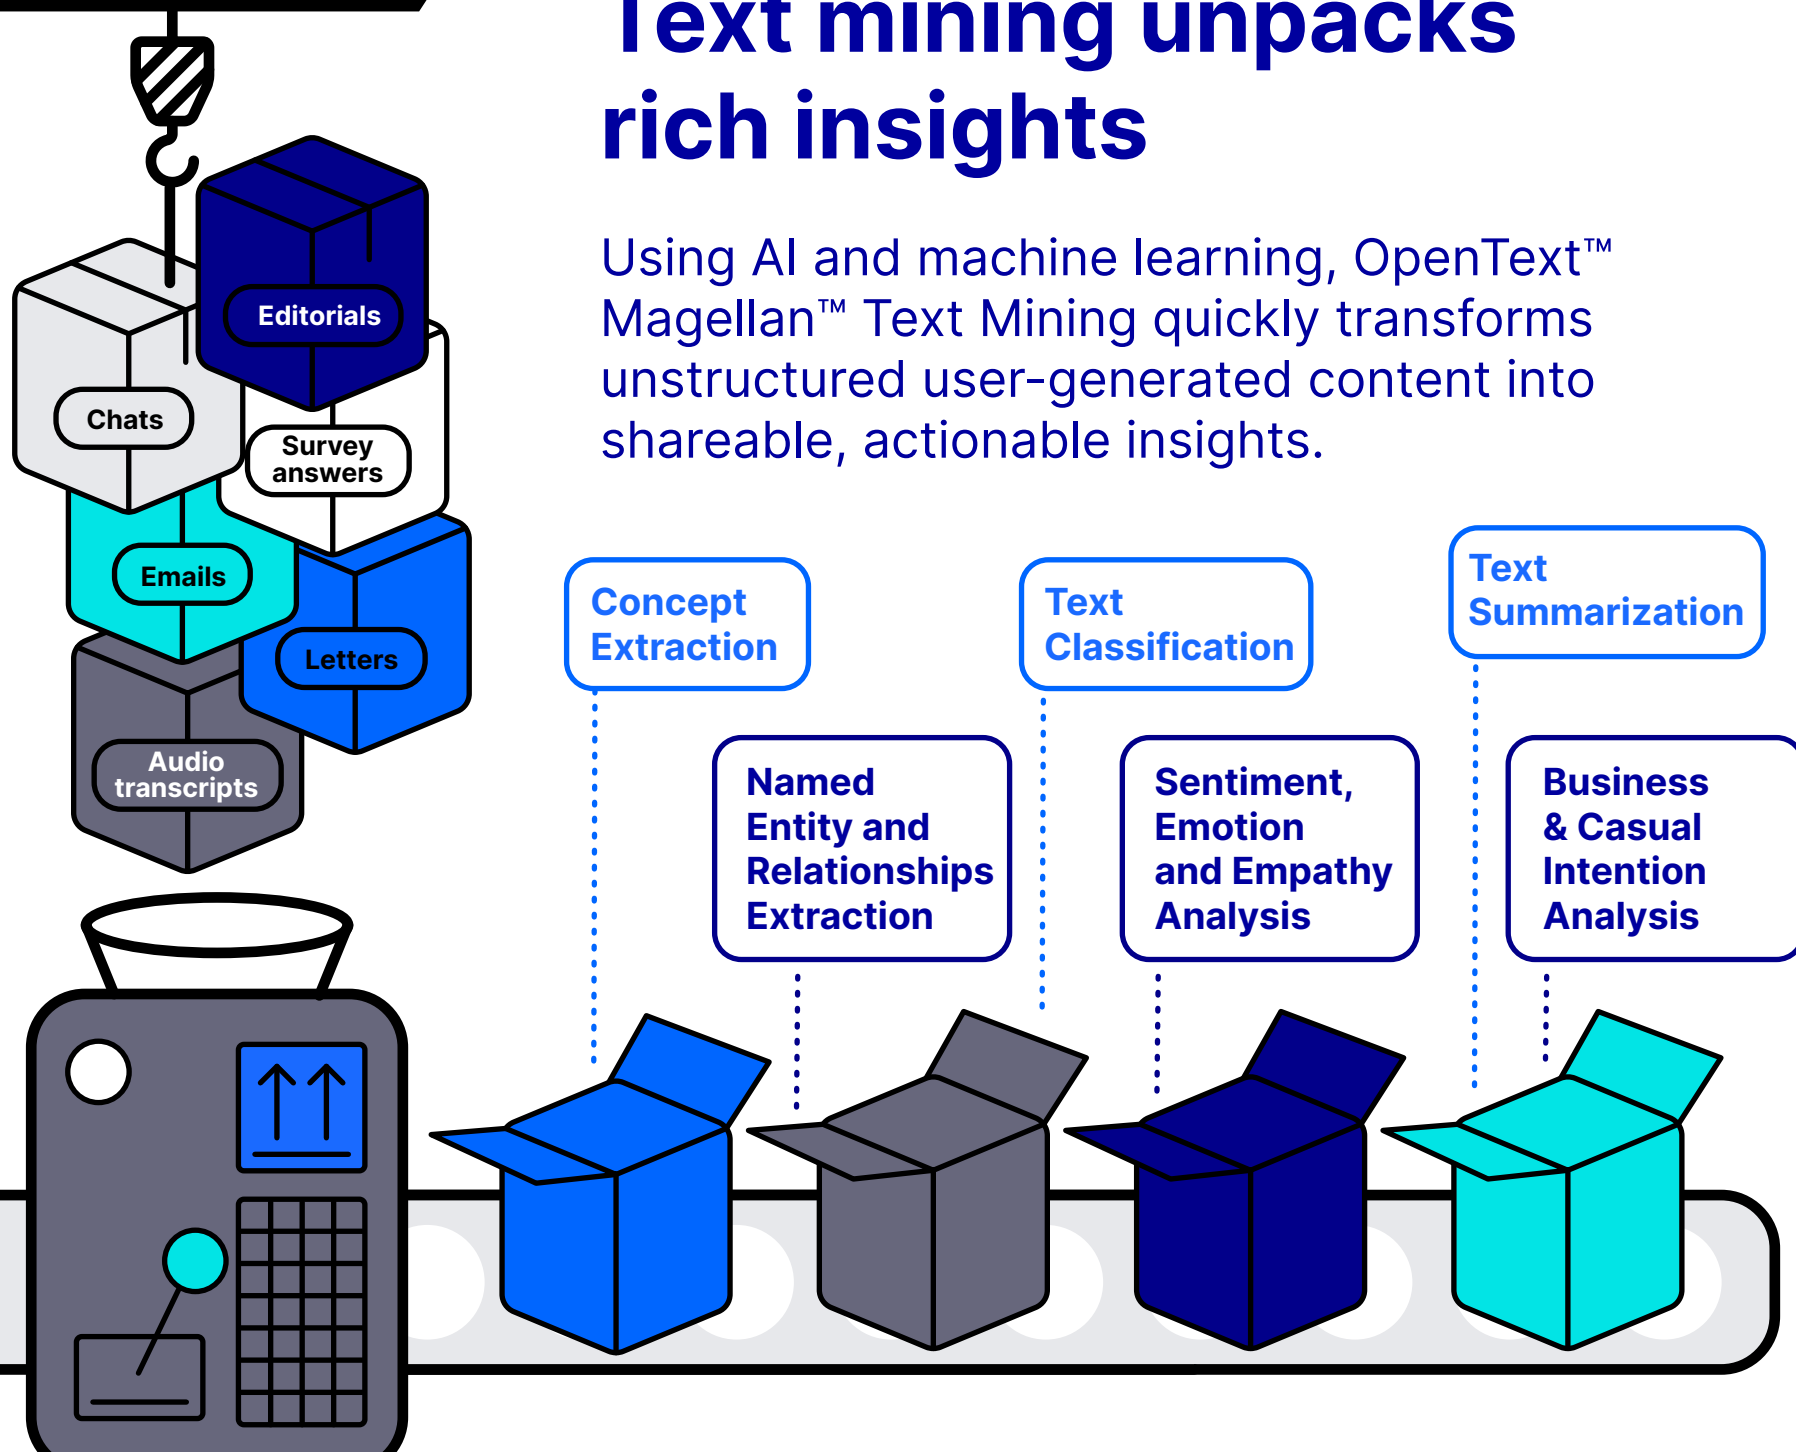 Text mining unpacks
rich insights
Using AI and machine learning, OpenText™
Magellan™ Text Mining quickly transforms
unstructured user-generated content into
shareable, actionable insights.
Editorials
Chats
Survey
answers
Emails
Letters
Audio
transcripts
Concept
Extraction
Text
Classification
Text
Summarization
Named
Entity and
Relationships
Extraction
Sentiment,
Emotion
and Empathy
Analysis
Business
& Casual
Intention
Analysis